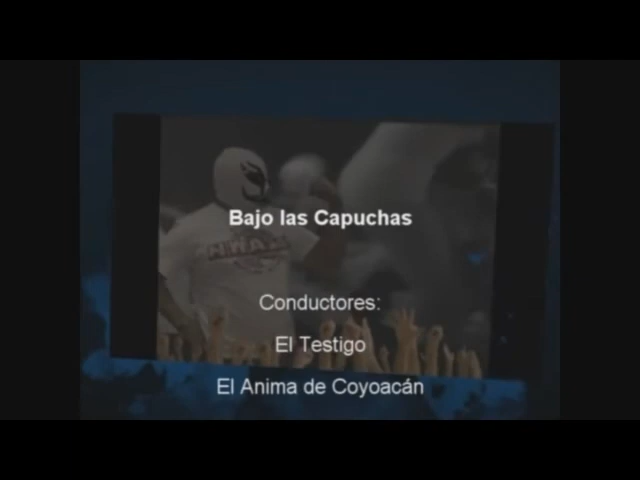 Bajo las Capuchas
Conductores:
El Testigo
El Anima de Coyoacán